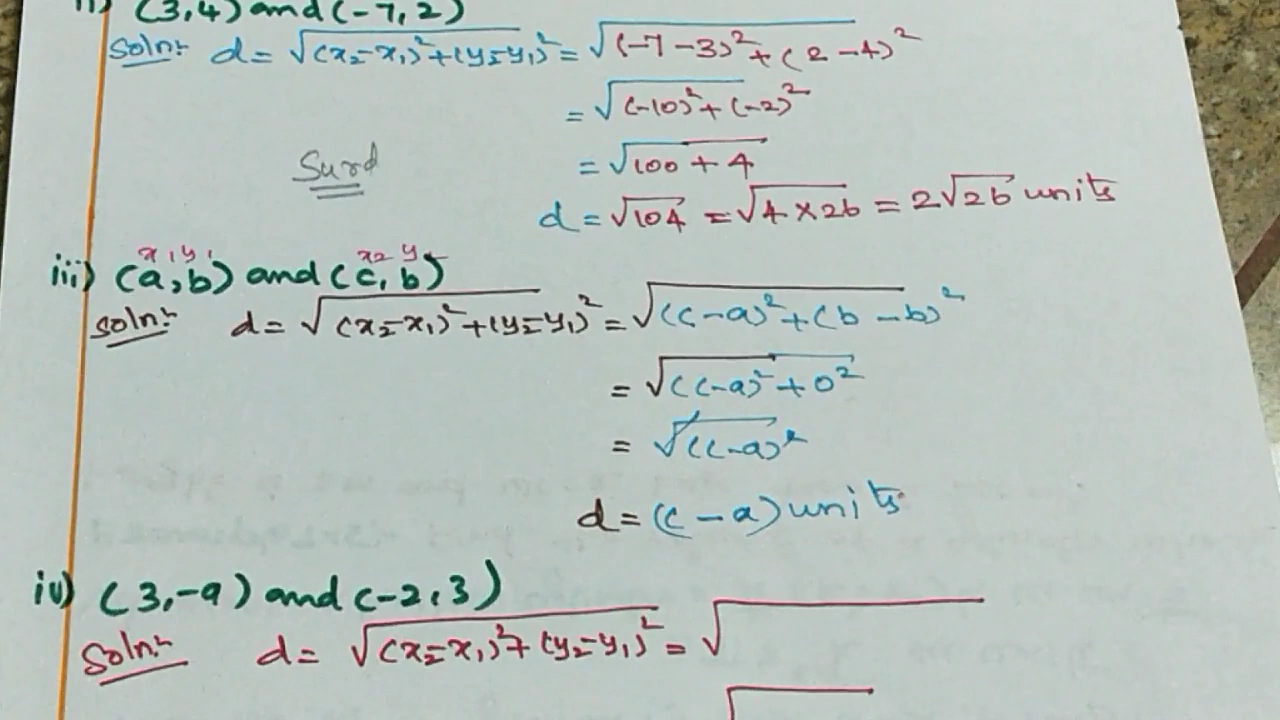 ii) (3,4) and (-7,2)
Soln:- d = √(x₂-x₁)²+(y₂-y₁)² = √(-7-3)²+(2-4)²
= √(-10)²+(-2)²
Surd
= √100+4
d = √104 = √4×26 = 2√26 units
x₁ y₁ x₂ y₂
iii) (a,b) and (c,b)
Soln:- d = √(x₂-x₁)²+(y₂-y₁)² = √(c-a)²+(b-b)²
= √(c-a)²+0²
= √(c-a)²
d = (c-a) units
iv) (3,-9) and (-2,3)
Soln:- d = √(x₂-x₁)²+(y₂-y₁)² = √